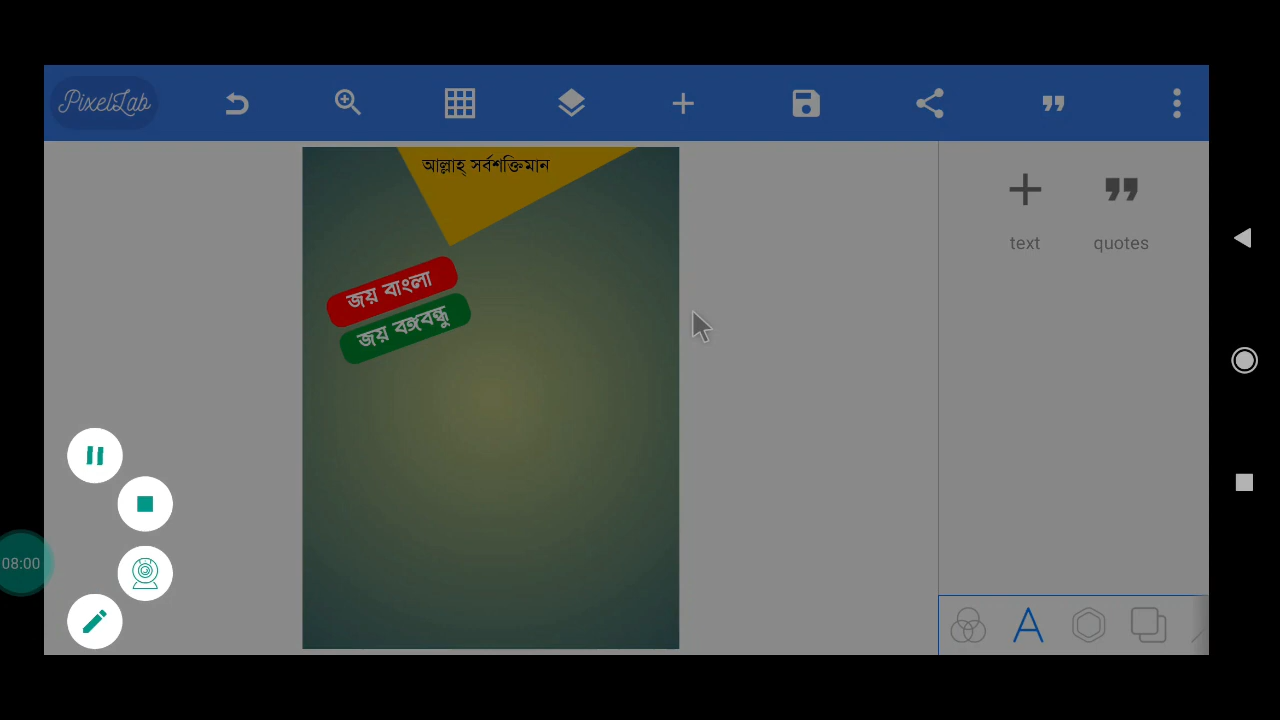 PixelLab
আল্লাহ্ সর্বশক্তিমান
text
quotes
জয় বাংলা
জয় বঙ্গবন্ধু
08:00